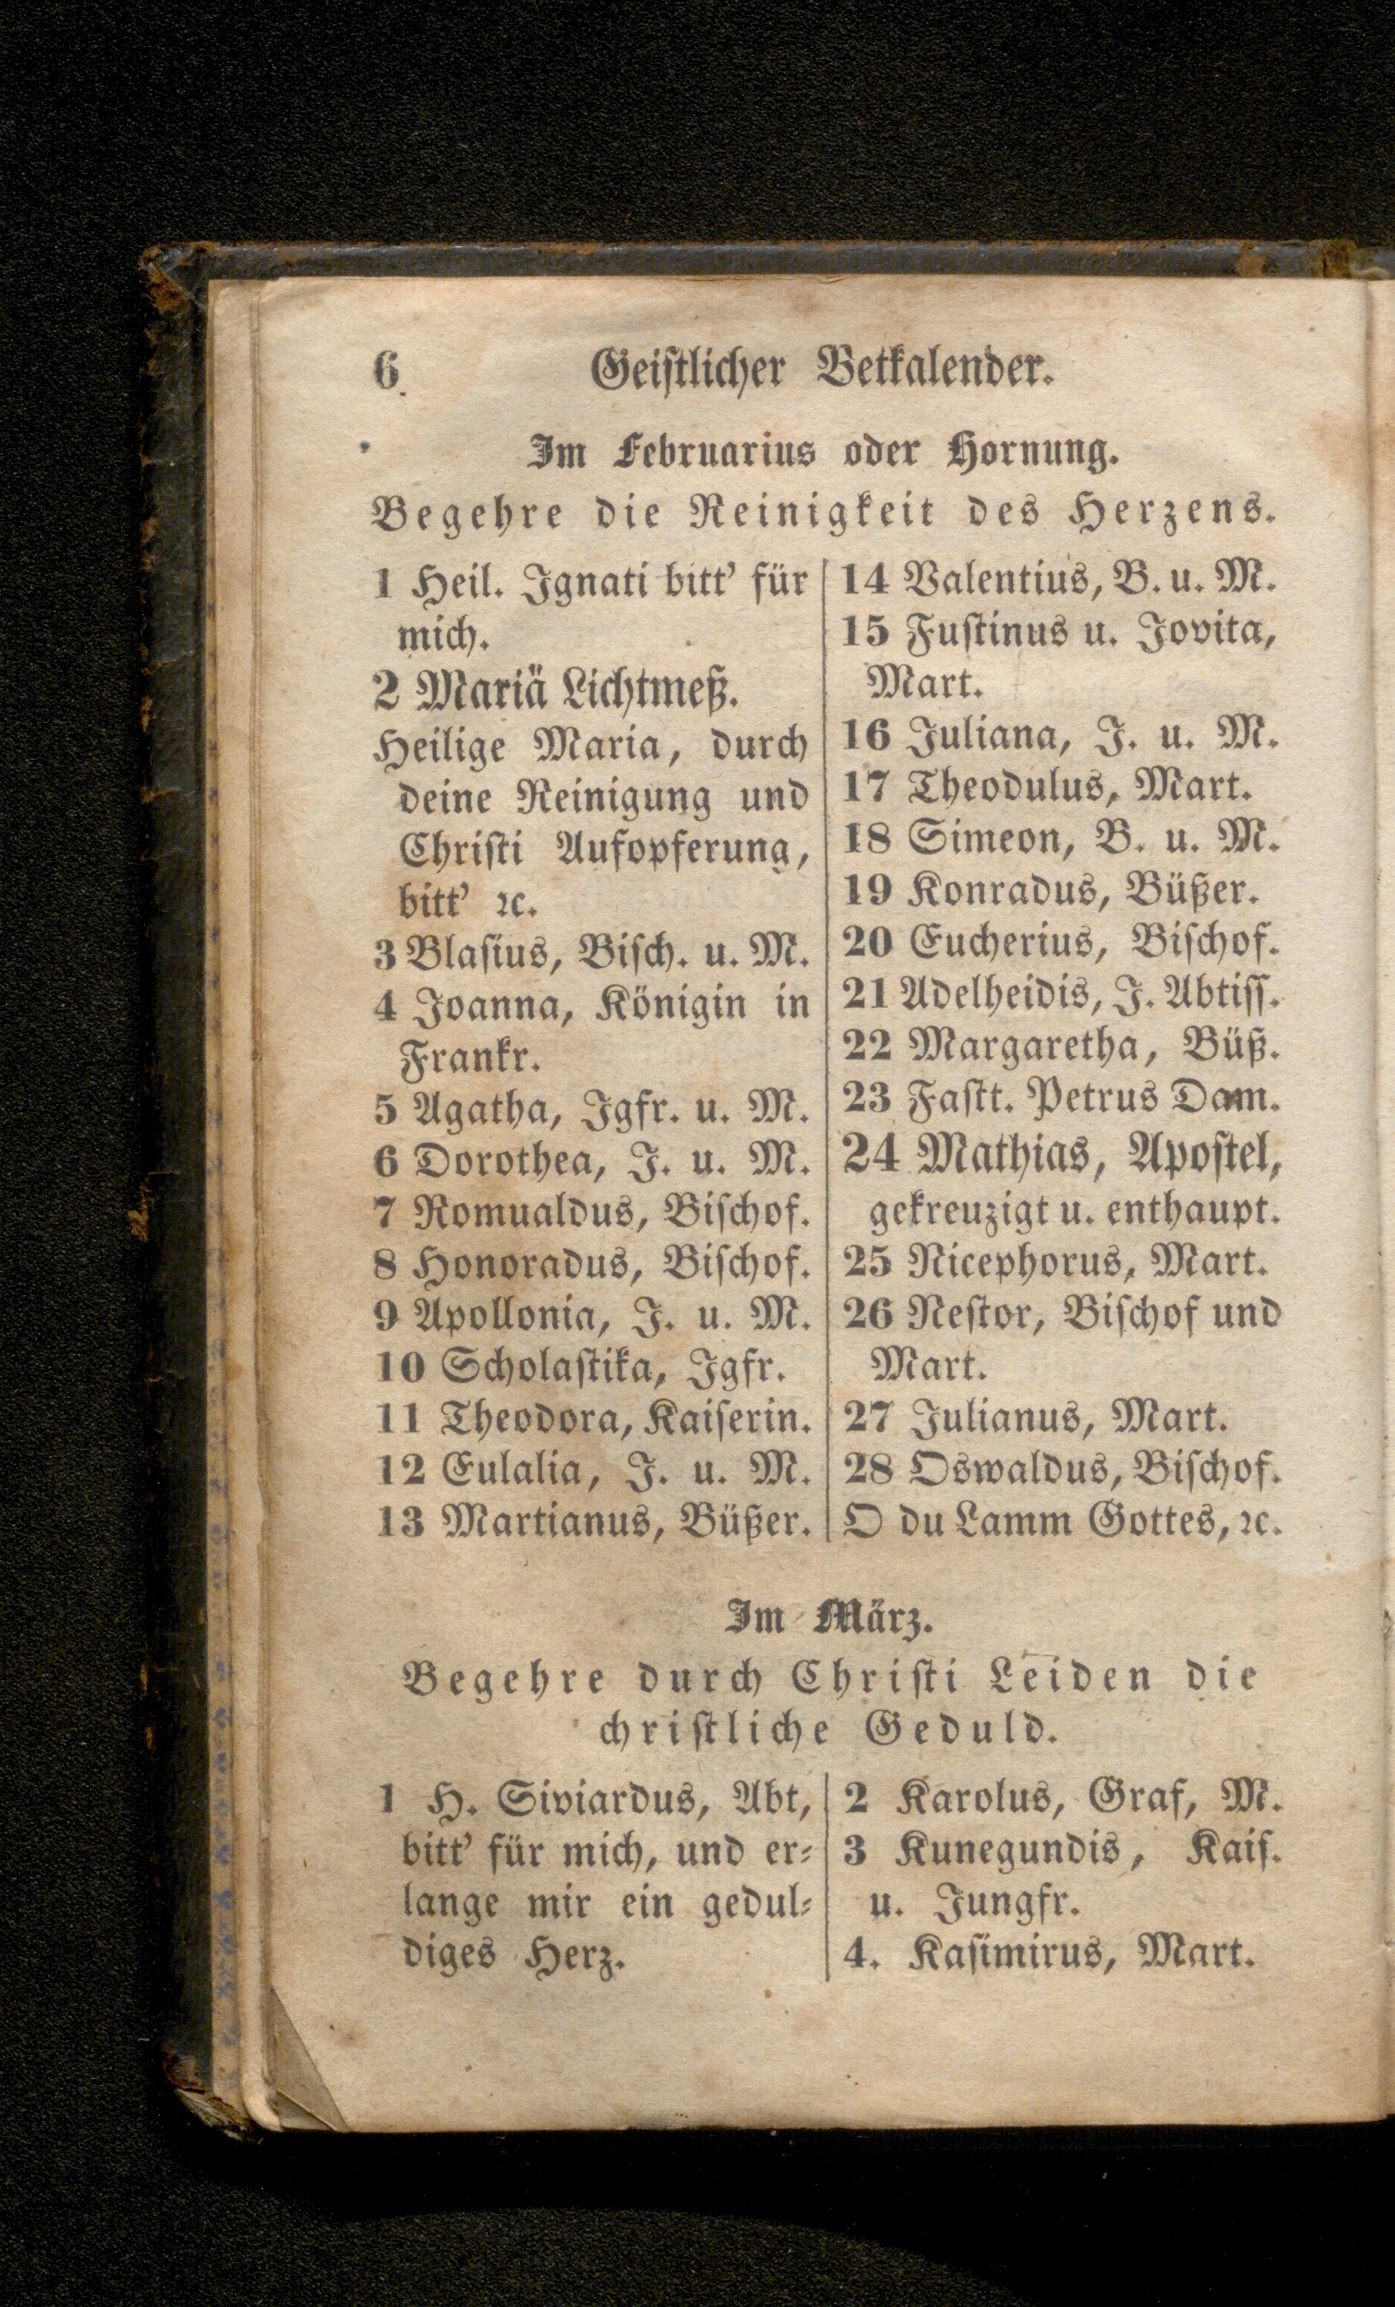 6 Geiſtlicher Betkalender.
Im Februarius oder Hornung.
Begehre die Reinigkeit des Herzens.
1 Heil. Ignati bitt' für
mich.
2 Mariä Lichtmeß.
Heilige Maria, durch
deine Reinigung und
Chriſti Aufopferung,
bitt' ꝛc.
3 Blaſius, Biſch. u. M.
4 Joanna, Königin in
Frankr.
5 Agatha, Jgfr. u. M.
6 Dorothea, J. u. M.
7 Romualdus, Biſchof.
8 Honoradus, Biſchof.
9 Apollonia, J. u. M.
10 Scholaſtika, Jgfr.
11 Theodora, Kaiſerin.
12 Eulalia, J. u. M.
13 Martianus, Büßer.
14 Valentius, B. u. M.
15 Fuſtinus u. Jovita,
Mart.
16 Juliana, J. u. M.
17 Theodulus, Mart.
18 Simeon, B. u. M.
19 Konradus, Büßer.
20 Eucherius, Biſchof.
21 Adelheidis, J. Abtiſſ.
22 Margaretha, Büß.
23 Faſtt. Petrus Dam.
24 Mathias, Apoſtel,
gekreuzigt u. enthaupt.
25 Nicephorus, Mart.
26 Neſtor, Biſchof und
Mart.
27 Julianus, Mart.
28 Oswaldus, Biſchof.
O du Lamm Gottes, ꝛc.
Im März.
Begehre durch Chriſti Leiden die
chriſtliche Geduld.
1 H. Siviardus, Abt,
bitt' für mich, und er⸗
lange mir ein gedul⸗
diges Herz.
2 Karolus, Graf, M.
3 Kunegundis, Kaiſ.
u. Jungfr.
4. Kaſimirus, Mart.